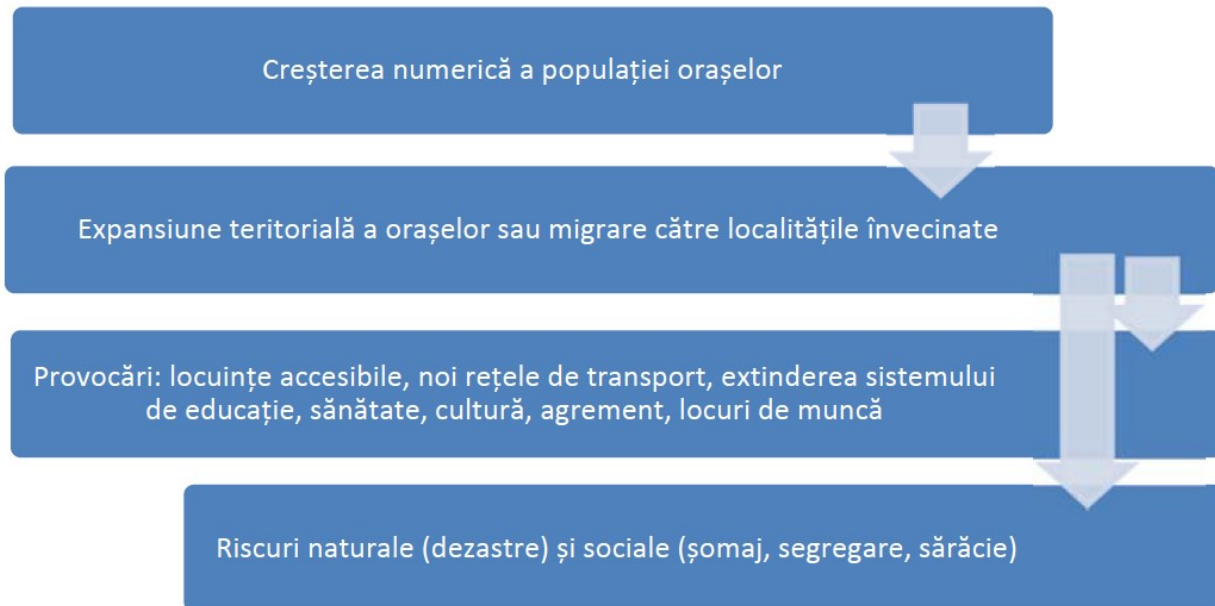 Creșterea numerică a populației orașelor
Expansiune teritorială a orașelor sau migrare către localitățile învecinate
Provocări: locuințe accesibile, noi rețele de transport, extinderea sistemului
de educație, sănătate, cultură, agrement, locuri de muncă
Riscuri naturale (dezastre) și sociale (șomaj, segregare, sărăcie)